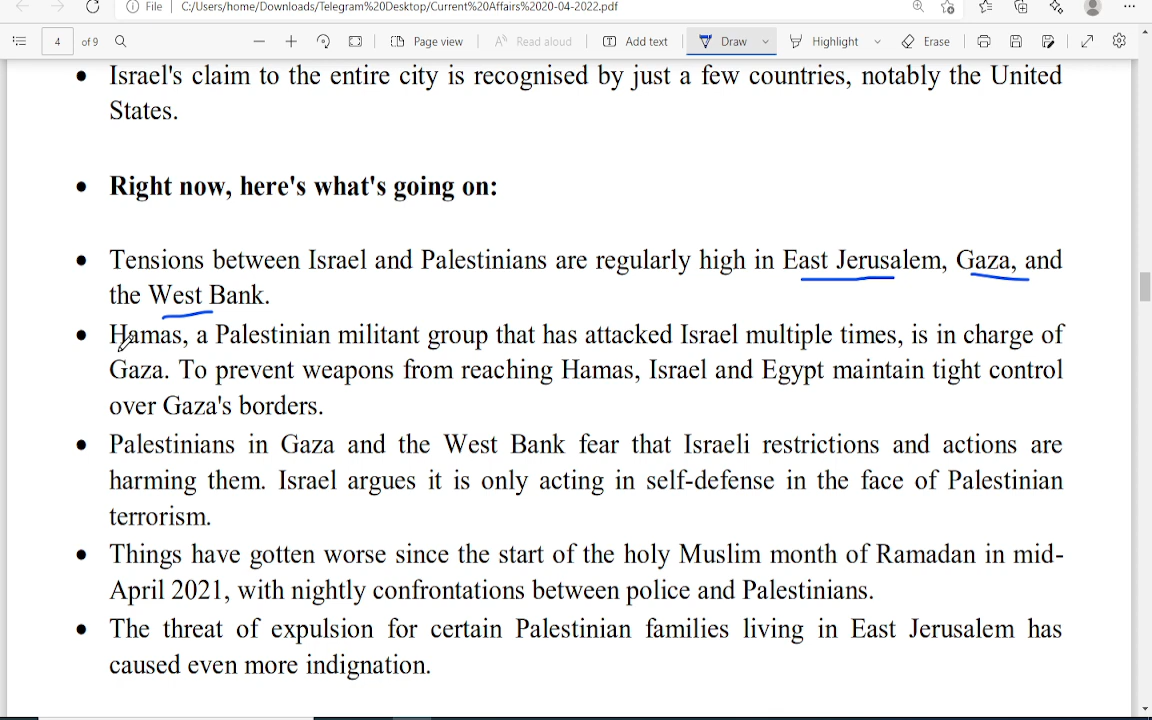 File C:/Users/home/Downloads/Telegram%20Desktop/Current%20Affairs%2020-04-2022.pdf
4 of 9 Page view Read aloud Add text Draw Highlight Erase
• Israel's claim to the entire city is recognised by just a few countries, notably the United
States.
• Right now, here's what's going on:
• Tensions between Israel and Palestinians are regularly high in East Jerusalem, Gaza, and
the West Bank.
• Hamas, a Palestinian militant group that has attacked Israel multiple times, is in charge of
Gaza. To prevent weapons from reaching Hamas, Israel and Egypt maintain tight control
over Gaza's borders.
• Palestinians in Gaza and the West Bank fear that Israeli restrictions and actions are
harming them. Israel argues it is only acting in self-defense in the face of Palestinian
terrorism.
• Things have gotten worse since the start of the holy Muslim month of Ramadan in mid-
April 2021, with nightly confrontations between police and Palestinians.
• The threat of expulsion for certain Palestinian families living in East Jerusalem has
caused even more indignation.